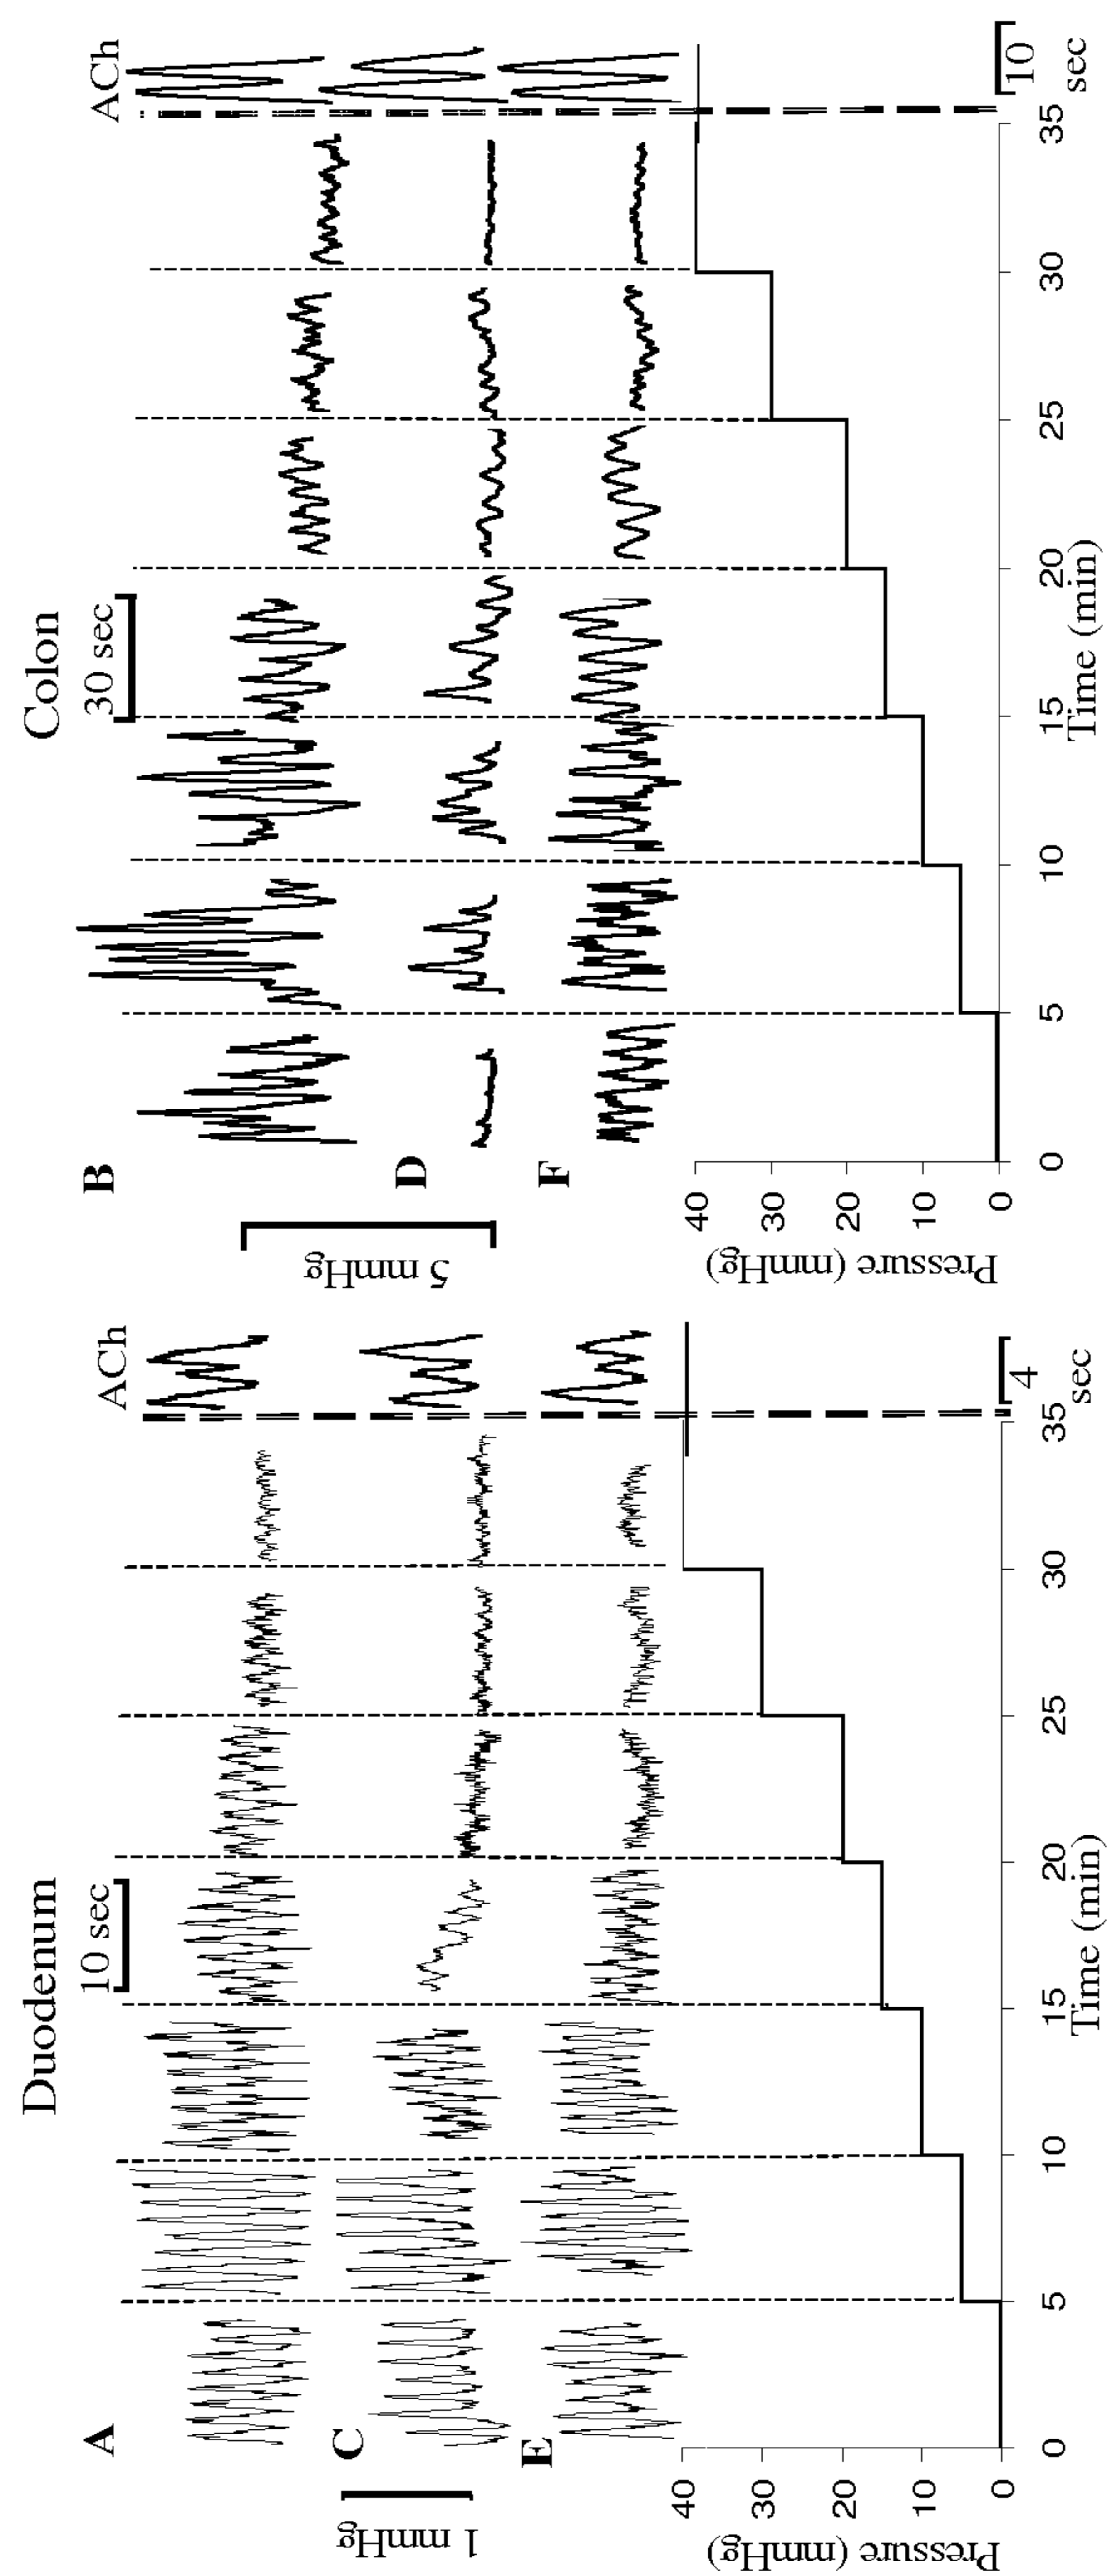 Duodenum
10 sec
ACh
A
C
E
1 mmHg
40
30
20
10
0
Pressure (mmHg)
0
5
10
15
20
25
30
35
Time (min)
4
sec
Colon
30 sec
ACh
B
D
F
5 mmHg
40
30
20
10
0
Pressure (mmHg)
0
5
10
15
20
25
30
35
Time (min)
10
sec